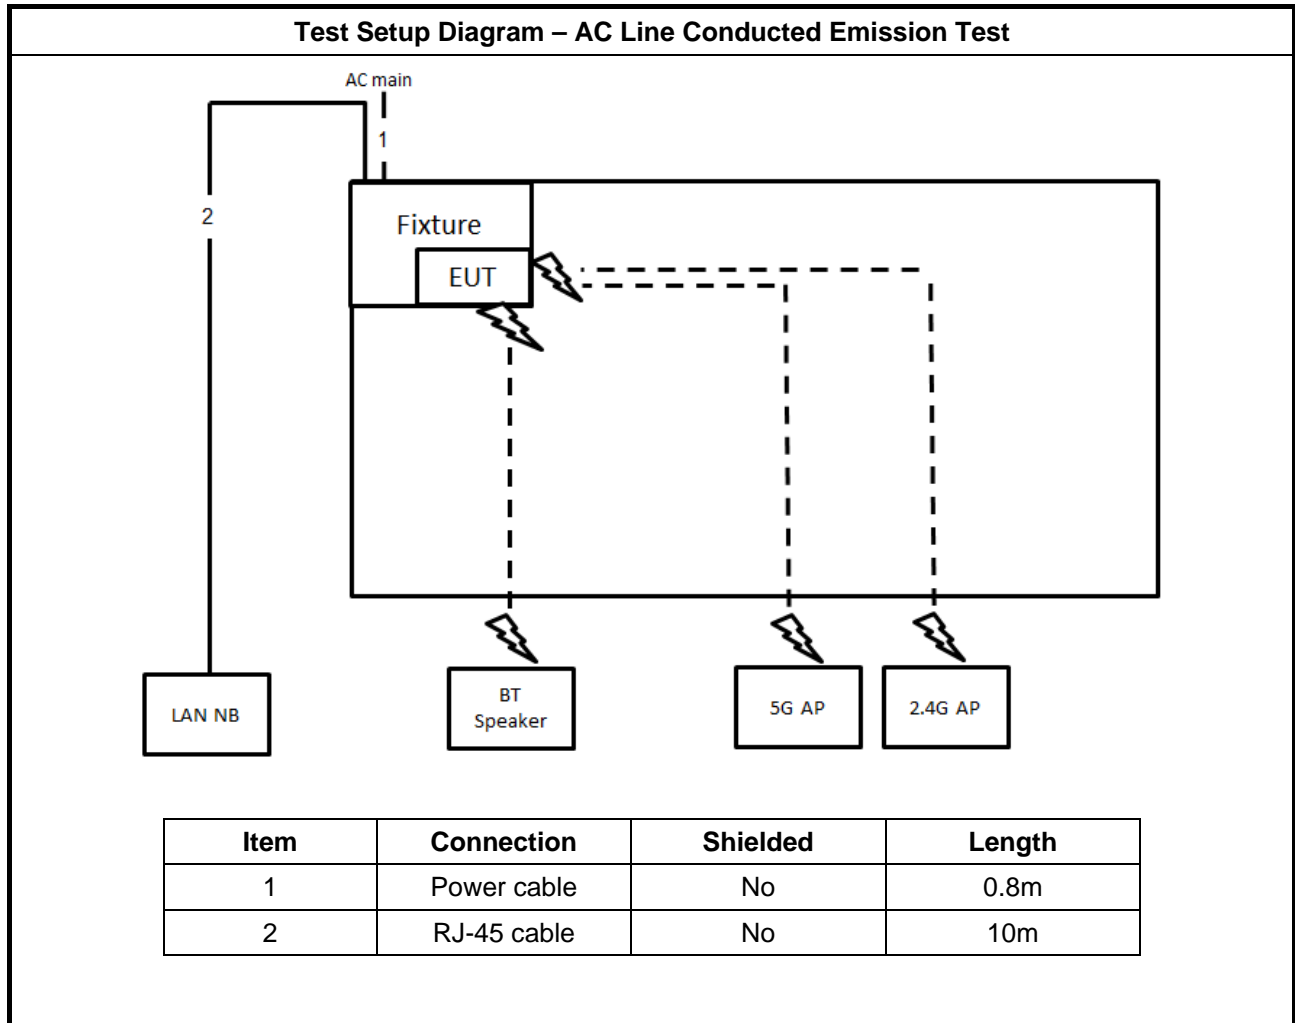 Test Setup Diagram – AC Line Conducted Emission Test
AC main
1
2
Fixture
EUT
LAN NB
BT
Speaker
5G AP
2.4G AP
Item Connection Shielded Length
1 Power cable No 0.8m
2 RJ-45 cable No 10m